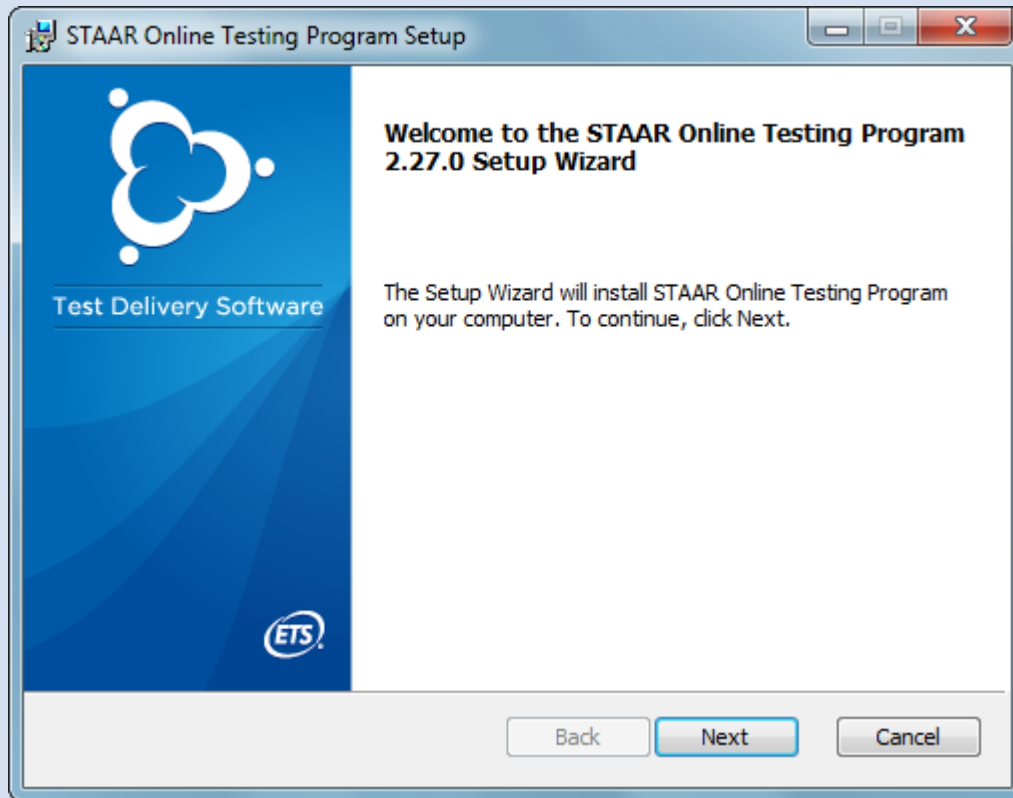 STAAR Online Testing Program Setup
Welcome to the STAAR Online Testing Program
2.27.0 Setup Wizard
Test Delivery Software
The Setup Wizard will install STAAR Online Testing Program
on your computer. To continue, click Next.
ETS
Back
Next
Cancel